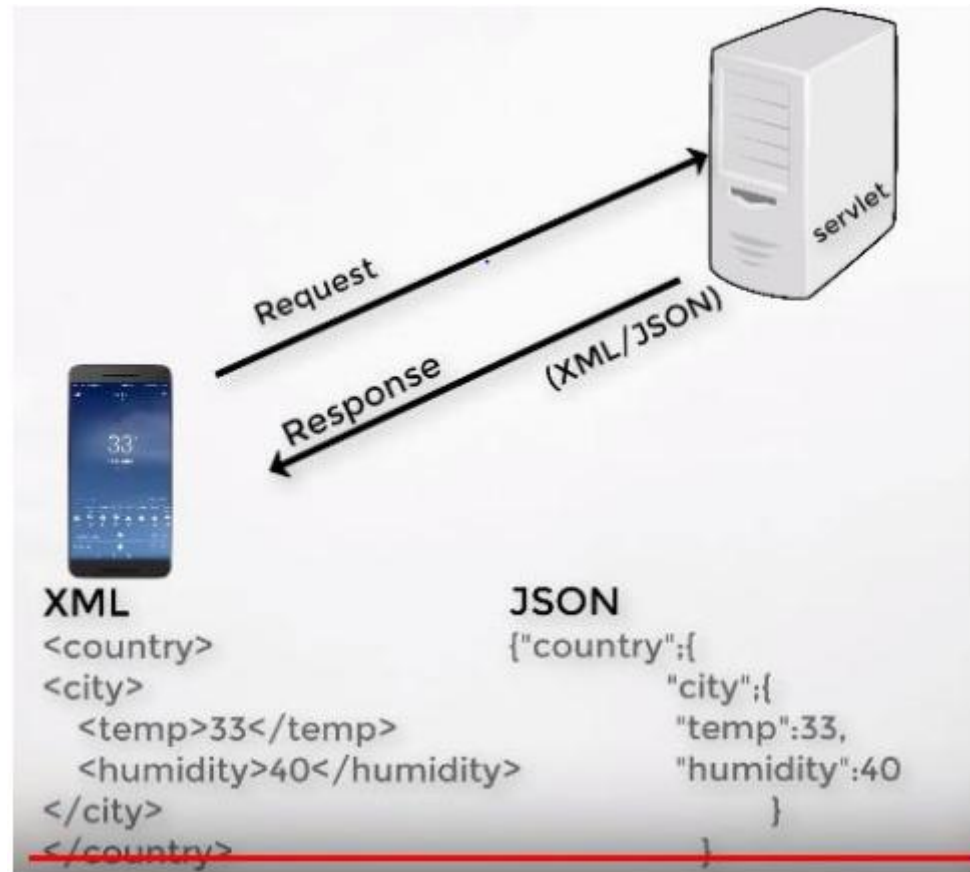 servlet
Request
Response
(XML/JSON)
33
XML
<country>
<city>
<temp>33</temp>
<humidity>40</humidity>
</city>
</country>
JSON
{"country";{
"city";{
"temp":33,
"humidity":40
}
}